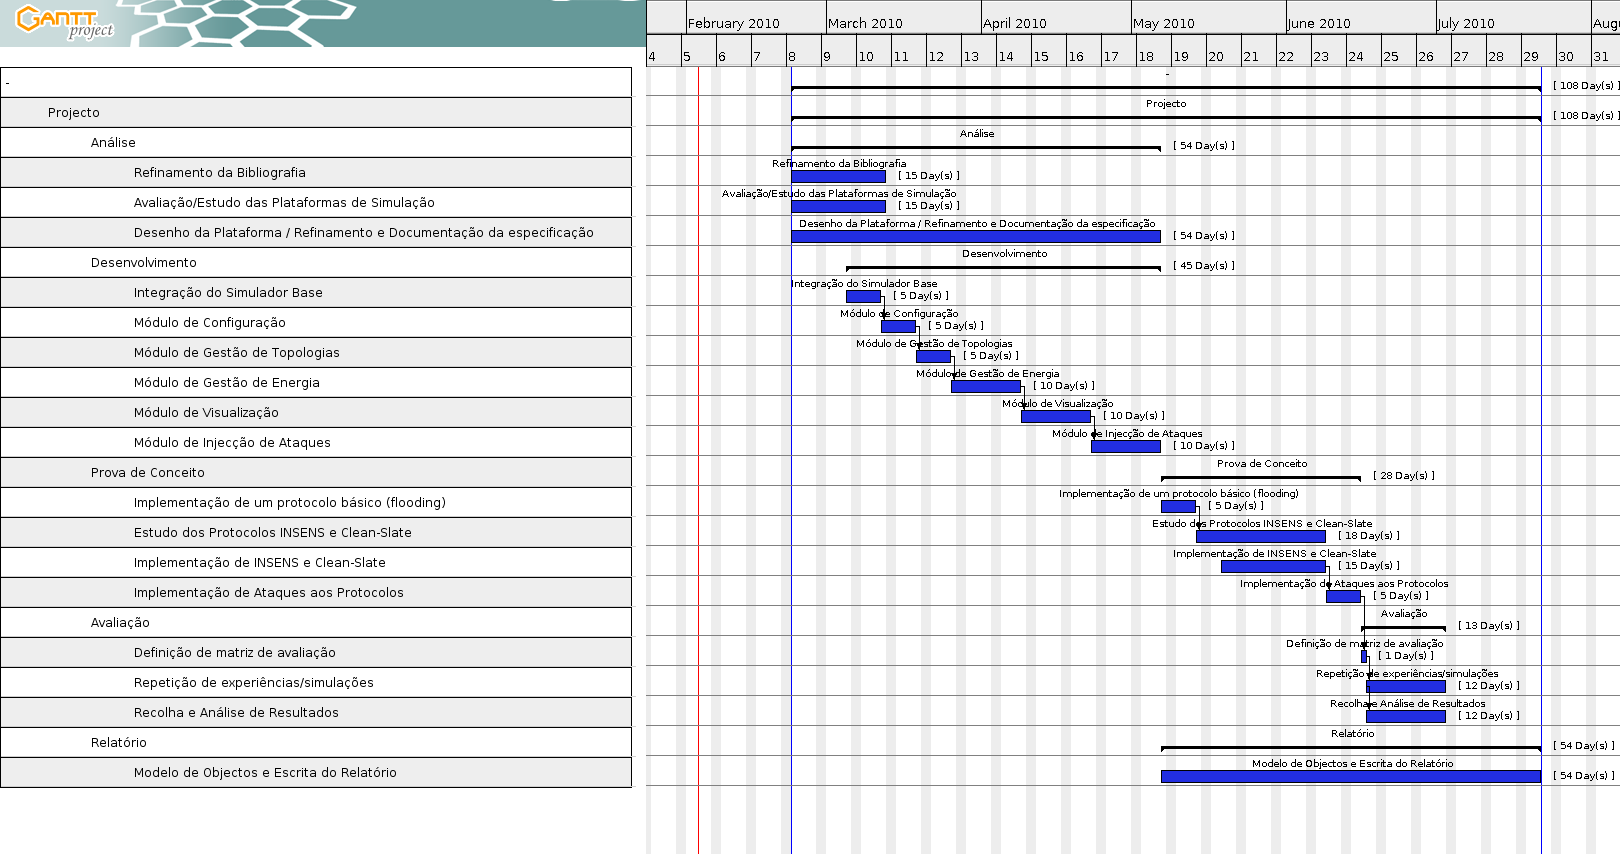 GANTT
project
February 2010 March 2010 April 2010 May 2010 June 2010 July 2010 Augu
4 5 6 7 8 9 10 11 12 13 14 15 16 17 18 19 20 21 22 23 24 25 26 27 28 29 30 31
-
-
[ 108 Day(s) ]
Projecto
Projecto
[ 108 Day(s) ]
Análise
Análise
[ 54 Day(s) ]
Refinamento da Bibliografia
Refinamento da Bibliografia
[ 15 Day(s) ]
Avaliação/Estudo das Plataformas de Simulação
Avaliação/Estudo das Plataformas de Simulação
[ 15 Day(s) ]
Desenho da Plataforma / Refinamento e Documentação da especificação
Desenho da Plataforma / Refinamento e Documentação da especificação
[ 54 Day(s) ]
Desenvolvimento
Desenvolvimento
[ 45 Day(s) ]
Integração do Simulador Base
Integração do Simulador Base
[ 5 Day(s) ]
Módulo de Configuração
Módulo de Configuração
[ 5 Day(s) ]
Módulo de Gestão de Topologias
Módulo de Gestão de Topologias
[ 5 Day(s) ]
Módulo de Gestão de Energia
Módulo de Gestão de Energia
[ 10 Day(s) ]
Módulo de Visualização
Módulo de Visualização
[ 10 Day(s) ]
Módulo de Injecção de Ataques
Módulo de Injecção de Ataques
[ 10 Day(s) ]
Prova de Conceito
Prova de Conceito
[ 28 Day(s) ]
Implementação de um protocolo básico (flooding)
Implementação de um protocolo básico (flooding)
[ 5 Day(s) ]
Estudo dos Protocolos INSENS e Clean-Slate
Estudo dos Protocolos INSENS e Clean-Slate
[ 18 Day(s) ]
Implementação de INSENS e Clean-Slate
Implementação de INSENS e Clean-Slate
[ 15 Day(s) ]
Implementação de Ataques aos Protocolos
Implementação de Ataques aos Protocolos
[ 5 Day(s) ]
Avaliação
Avaliação
[ 13 Day(s) ]
Definição de matriz de avaliação
Definição de matriz de avaliação
[ 1 Day(s) ]
Repetição de experiências/simulações
Repetição de experiências/simulações
[ 12 Day(s) ]
Recolha e Análise de Resultados
Recolha e Análise de Resultados
[ 12 Day(s) ]
Relatório
Relatório
[ 54 Day(s) ]
Modelo de Objectos e Escrita do Relatório
Modelo de Objectos e Escrita do Relatório
[ 54 Day(s) ]